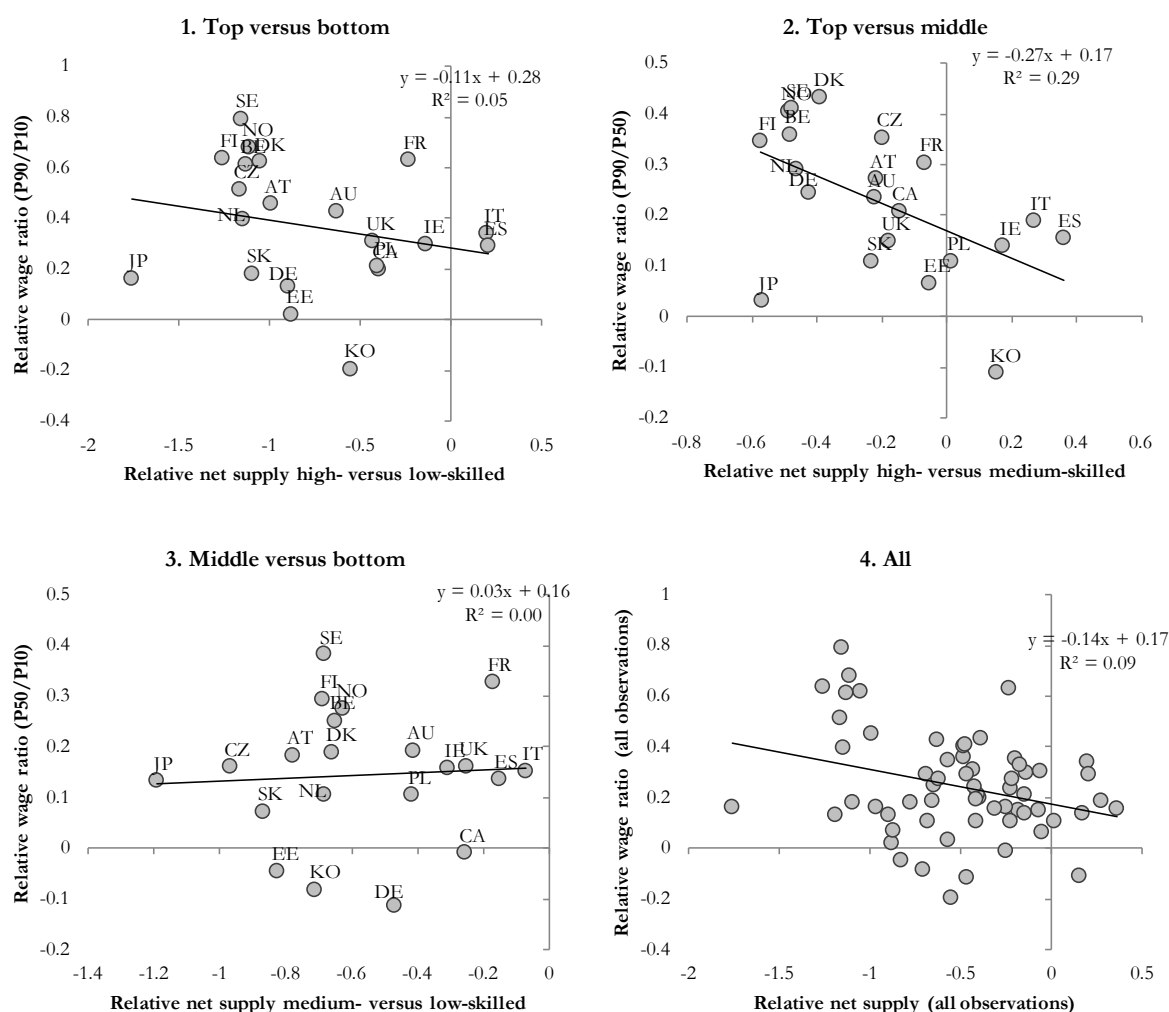 1. Top versus bottom
y = -0.11x + 0.28
R² = 0.05
Relative wage ratio (P90/P10)
1
0.8
0.6
0.4
0.2
0
-0.2
-0.4
SE
NO
FI
BE
DK
CZ
NL
AT
FR
AU
UK
IE
IT
ES
PL
CA
JP
SK
DE
EE
KO
-2 -1.5 -1 -0.5 0 0.5
Relative net supply high- versus low-skilled
2. Top versus middle
y = -0.27x + 0.17
R² = 0.29
Relative wage ratio (P90/P50)
0.5
0.4
0.3
0.2
0.1
0
-0.1
-0.2
SE
NO
DK
BE
FI
CZ
FR
NL
AT
DE
AU
CA
IT
ES
UK
IE
SK
PL
EE
JP
KO
-0.8 -0.6 -0.4 -0.2 0 0.2 0.4 0.6
Relative net supply high- versus medium-skilled
3. Middle versus bottom
y = 0.03x + 0.16
R² = 0.00
Relative wage ratio (P50/P10)
0.5
0.4
0.3
0.2
0.1
0
-0.1
-0.2
SE
FR
FI
NO
BE
AT
DK
AU
CZ
JP
IE
UK
ES
IT
NL
PL
SK
CA
EE
KO
DE
-1.4 -1.2 -1 -0.8 -0.6 -0.4 -0.2 0
Relative net supply medium- versus low-skilled
4. All
y = -0.14x + 0.17
R² = 0.09
Relative wage ratio (all observations)
1
0.8
0.6
0.4
0.2
0
-0.2
-0.4
-2 -1.5 -1 -0.5 0 0.5
Relative net supply (all observations)